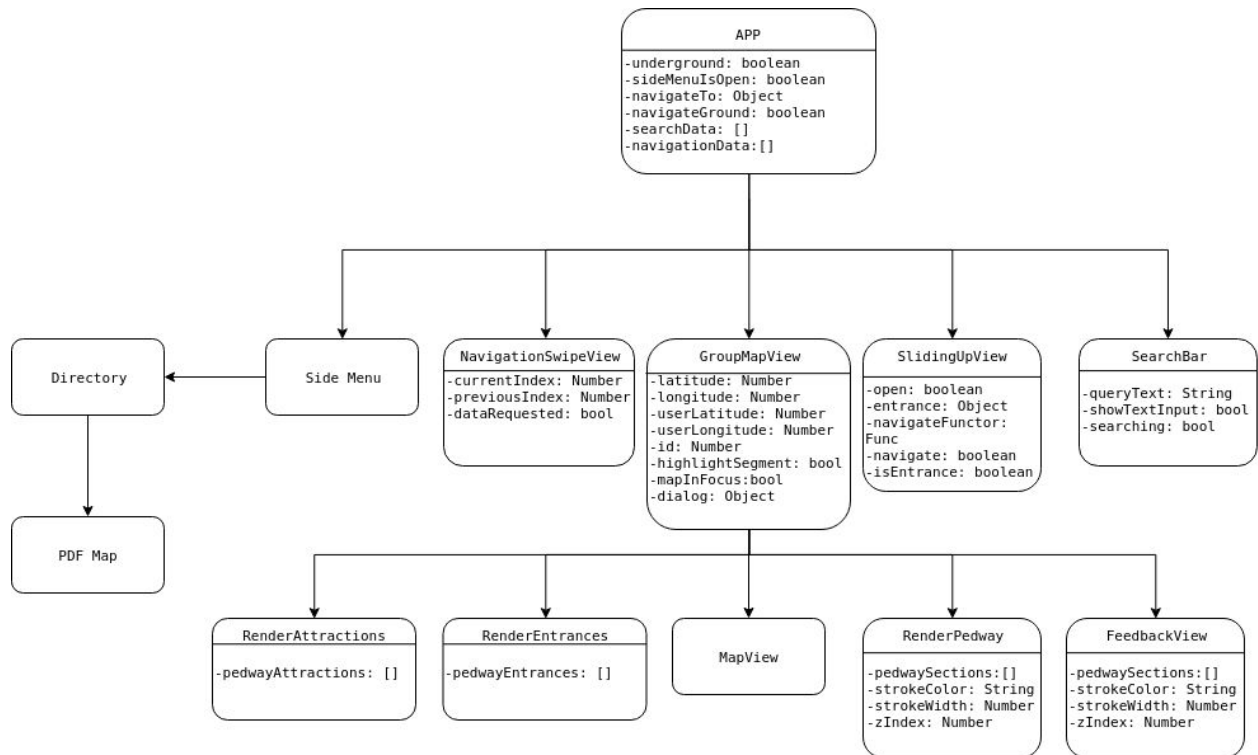 APP
-underground: boolean
-sideMenuIsOpen: boolean
-navigateTo: Object
-navigateGround: boolean
-searchData: []
-navigationData:[]
Directory
Side Menu
NavigationSwipeView
-currentIndex: Number
-previousIndex: Number
-dataRequested: bool
GroupMapView
-latitude: Number
-longitude: Number
-userLatitude: Number
-userLongitude: Number
-id: Number
-highlightSegment: bool
-mapInFocus:bool
-dialog: Object
SlidingUpView
-open: boolean
-entrance: Object
-navigateFunctor:
Func
-navigate: boolean
-isEntrance: boolean
SearchBar
-queryText: String
-showTextInput: bool
-searching: bool
PDF Map
RenderAttractions
-pedwayAttractions: []
RenderEntrances
-pedwayEntrances: []
MapView
RenderPedway
-pedwaySections:[]
-strokeColor: String
-strokeWidth: Number
-zIndex: Number
FeedbackView
-pedwaySections:[]
-strokeColor: String
-strokeWidth: Number
-zIndex: Number